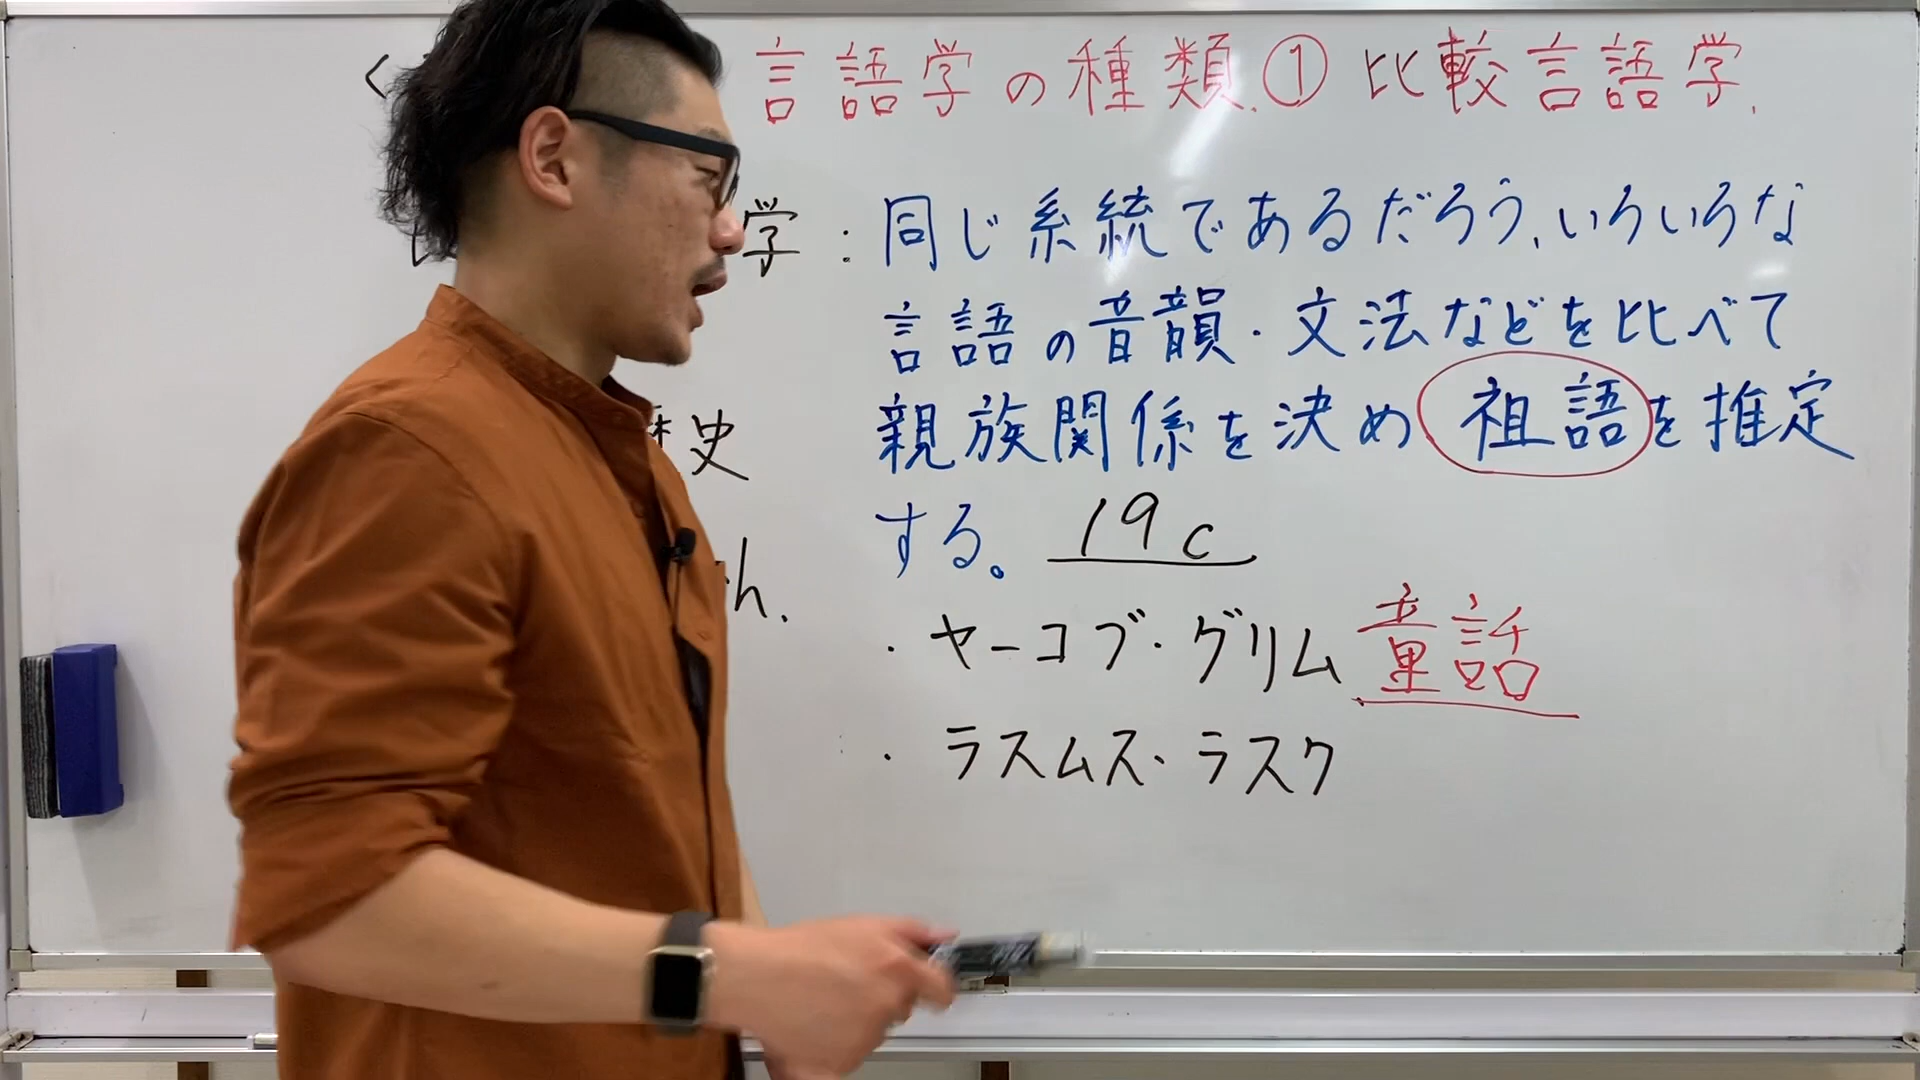 言語学の種類.① 比較言語学.
学：同じ系統であるだろう、いろいろな
言語の音韻・文法などを比べて
歴史 親族関係を決め 祖語を推定
する。 19c
h.
・ヤーコブ・グリム 童話
・ラスムス・ラスク